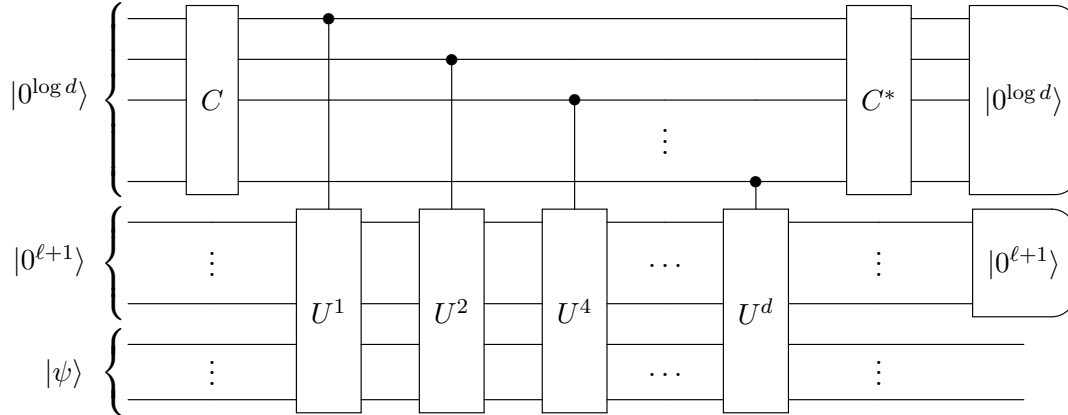 |0^{log d}⟩ C C* |0^{log d}⟩
⋮
|0^{ℓ+1}⟩ ⋮ ⋯ ⋮ |0^{ℓ+1}⟩
U^1 U^2 U^4 U^d
|ψ⟩ ⋮ ⋯ ⋮